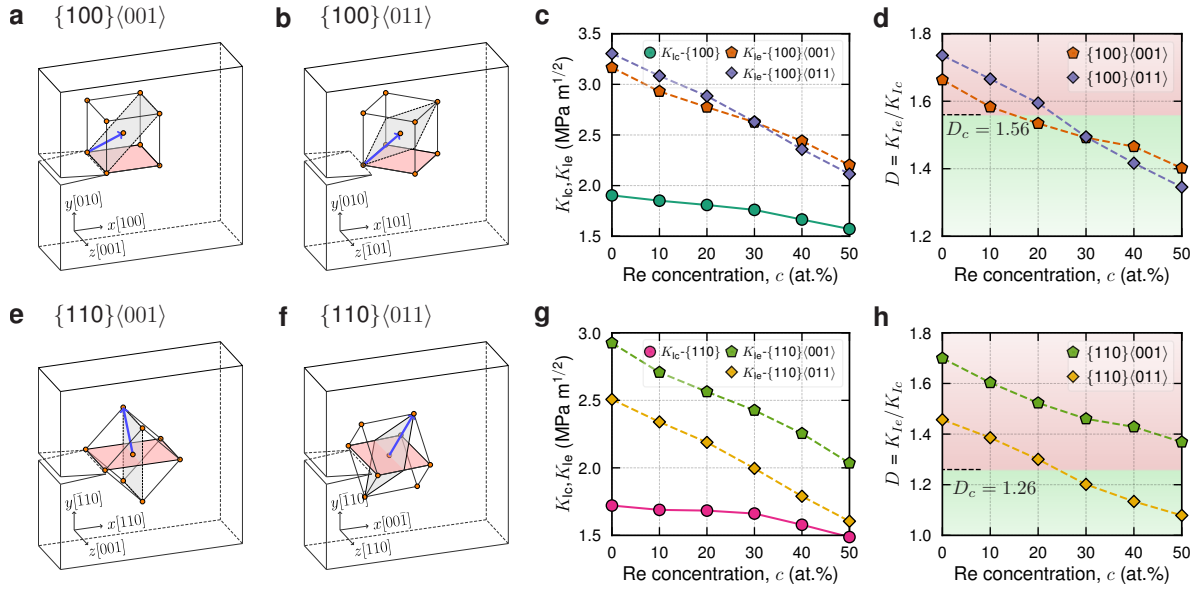 a {100}⟨001⟩
y[010]
x[100]
z[001]
b {100}⟨011⟩
y[010]
x[101]
z[1̄01]
c
K_Ic-{100}
K_Ie-{100}⟨001⟩
K_Ie-{100}⟨011⟩
K_Ic, K_Ie (MPa m^1/2)
3.5
3.0
2.5
2.0
1.5
0 10 20 30 40 50
Re concentration, c (at.%)
d
{100}⟨001⟩
{100}⟨011⟩
D_c = 1.56
D = K_Ie/K_Ic
1.8
1.6
1.4
1.2
0 10 20 30 40 50
Re concentration, c (at.%)
e {110}⟨001⟩
y[1̄10]
x[110]
z[001]
f {110}⟨011⟩
y[1̄10]
x[001̄]
z[110]
g
K_Ic-{110}
K_Ie-{110}⟨001⟩
K_Ie-{110}⟨011⟩
K_Ic, K_Ie (MPa m^1/2)
3.0
2.5
2.0
1.5
0 10 20 30 40 50
Re concentration, c (at.%)
h
{110}⟨001⟩
{110}⟨011⟩
D_c = 1.26
D = K_Ie/K_Ic
1.8
1.6
1.4
1.2
1.0
0 10 20 30 40 50
Re concentration, c (at.%)